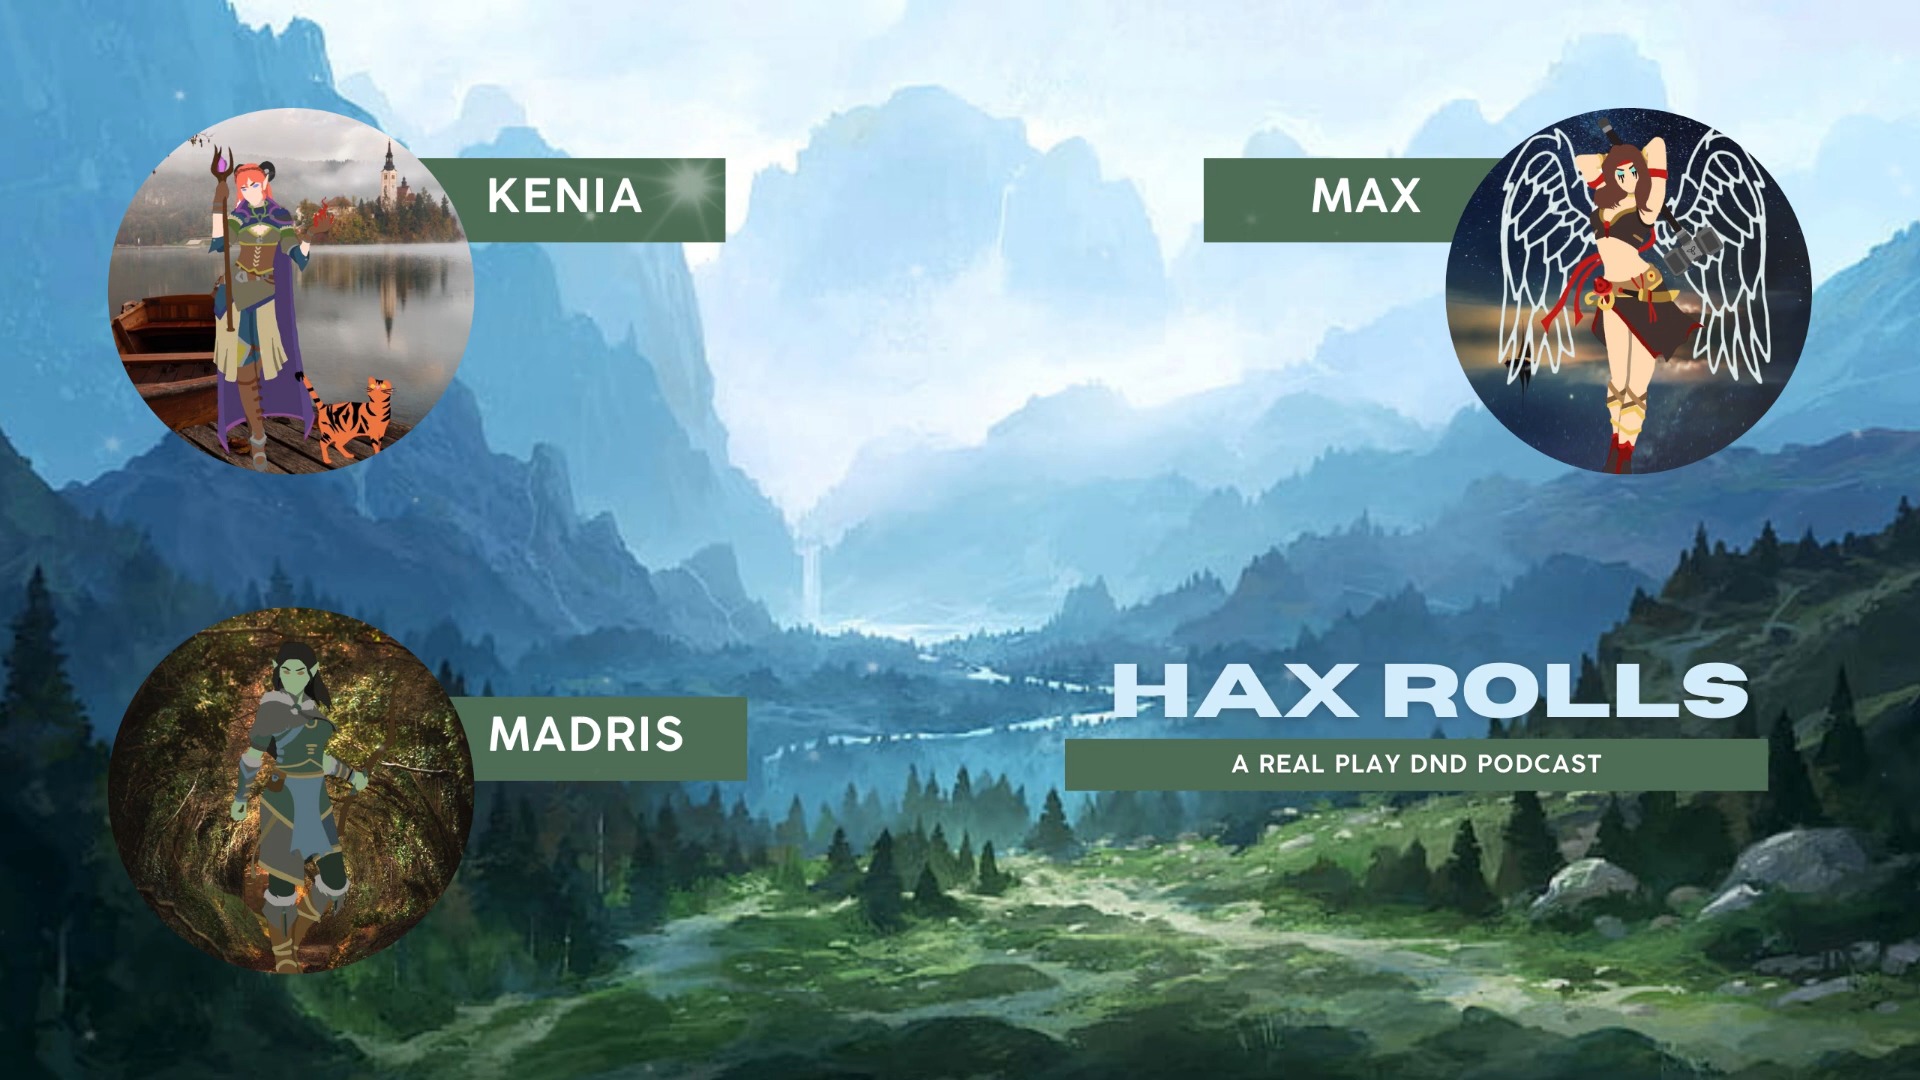 KENIA
MAX
MADRIS
HAX ROLLS
A REAL PLAY DND PODCAST